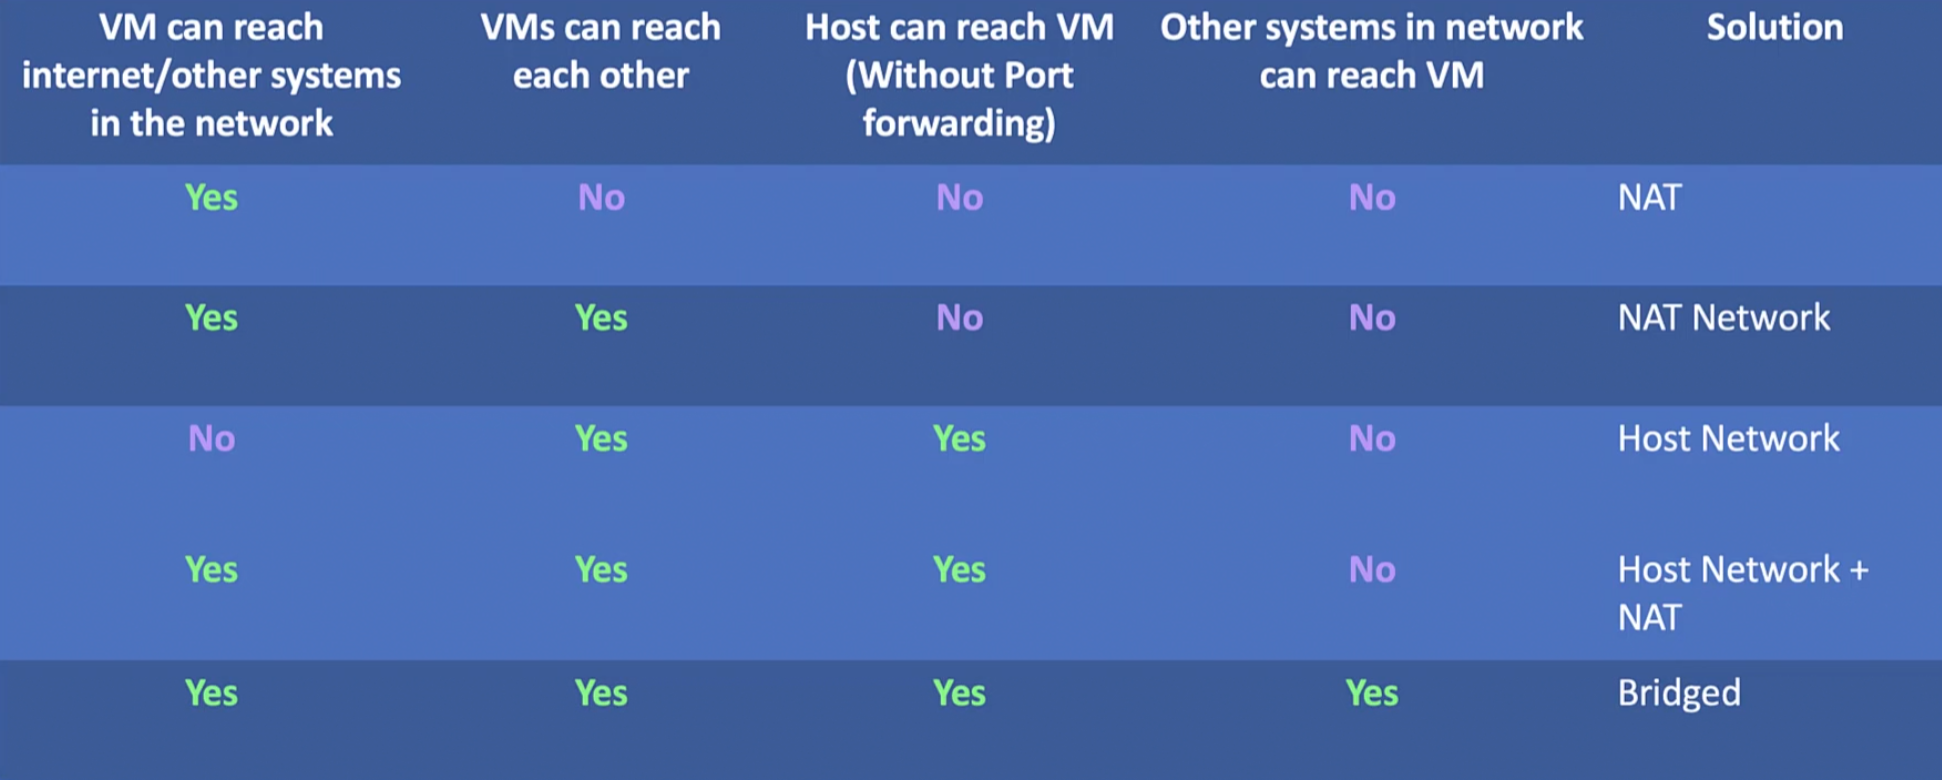 VM can reach
internet/other systems
in the network
VMs can reach
each other
Host can reach VM
(Without Port
forwarding)
Other systems in network
can reach VM
Solution
Yes No No No NAT
Yes Yes No No NAT Network
No Yes Yes No Host Network
Yes Yes Yes No Host Network +
NAT
Yes Yes Yes Yes Bridged